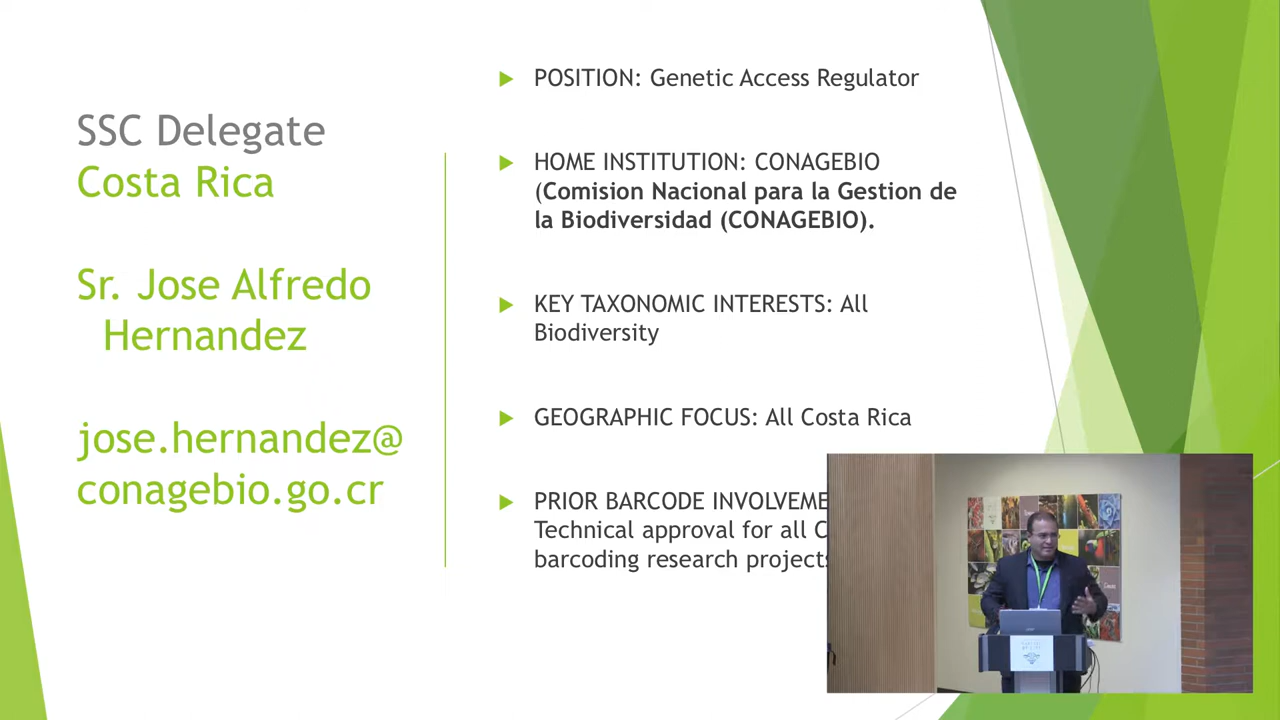 SSC Delegate
Costa Rica
Sr. Jose Alfredo
Hernandez
jose.hernandez@
conagebio.go.cr
POSITION: Genetic Access Regulator
HOME INSTITUTION: CONAGEBIO
(Comision Nacional para la Gestion de
la Biodiversidad (CONAGEBIO).
KEY TAXONOMIC INTERESTS: All
Biodiversity
GEOGRAPHIC FOCUS: All Costa Rica
PRIOR BARCODE
Technical approval for all
barcoding research projects